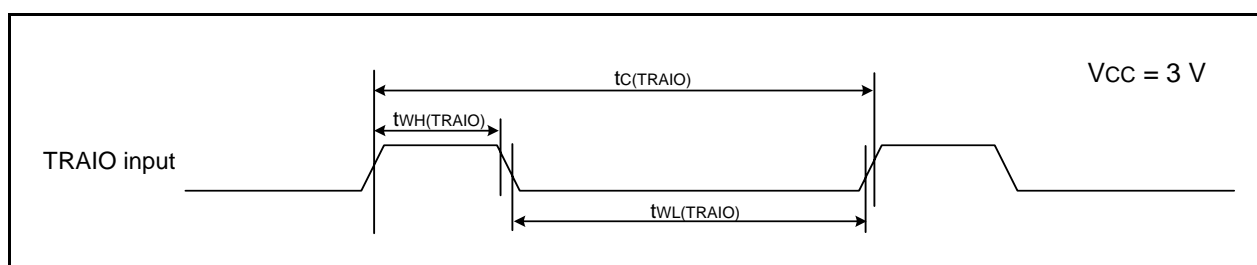 tC(TRAIO)
VCC = 3 V
tWH(TRAIO)
TRAIO input
tWL(TRAIO)